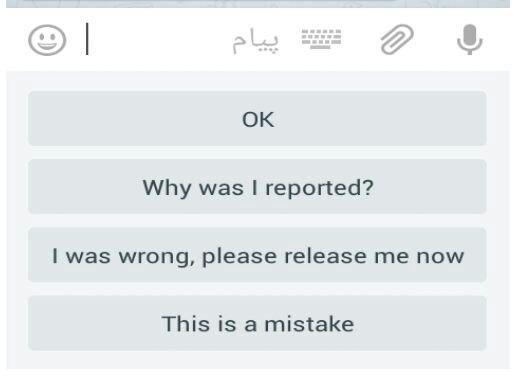 پیام
OK
Why was I reported?
I was wrong, please release me now
This is a mistake